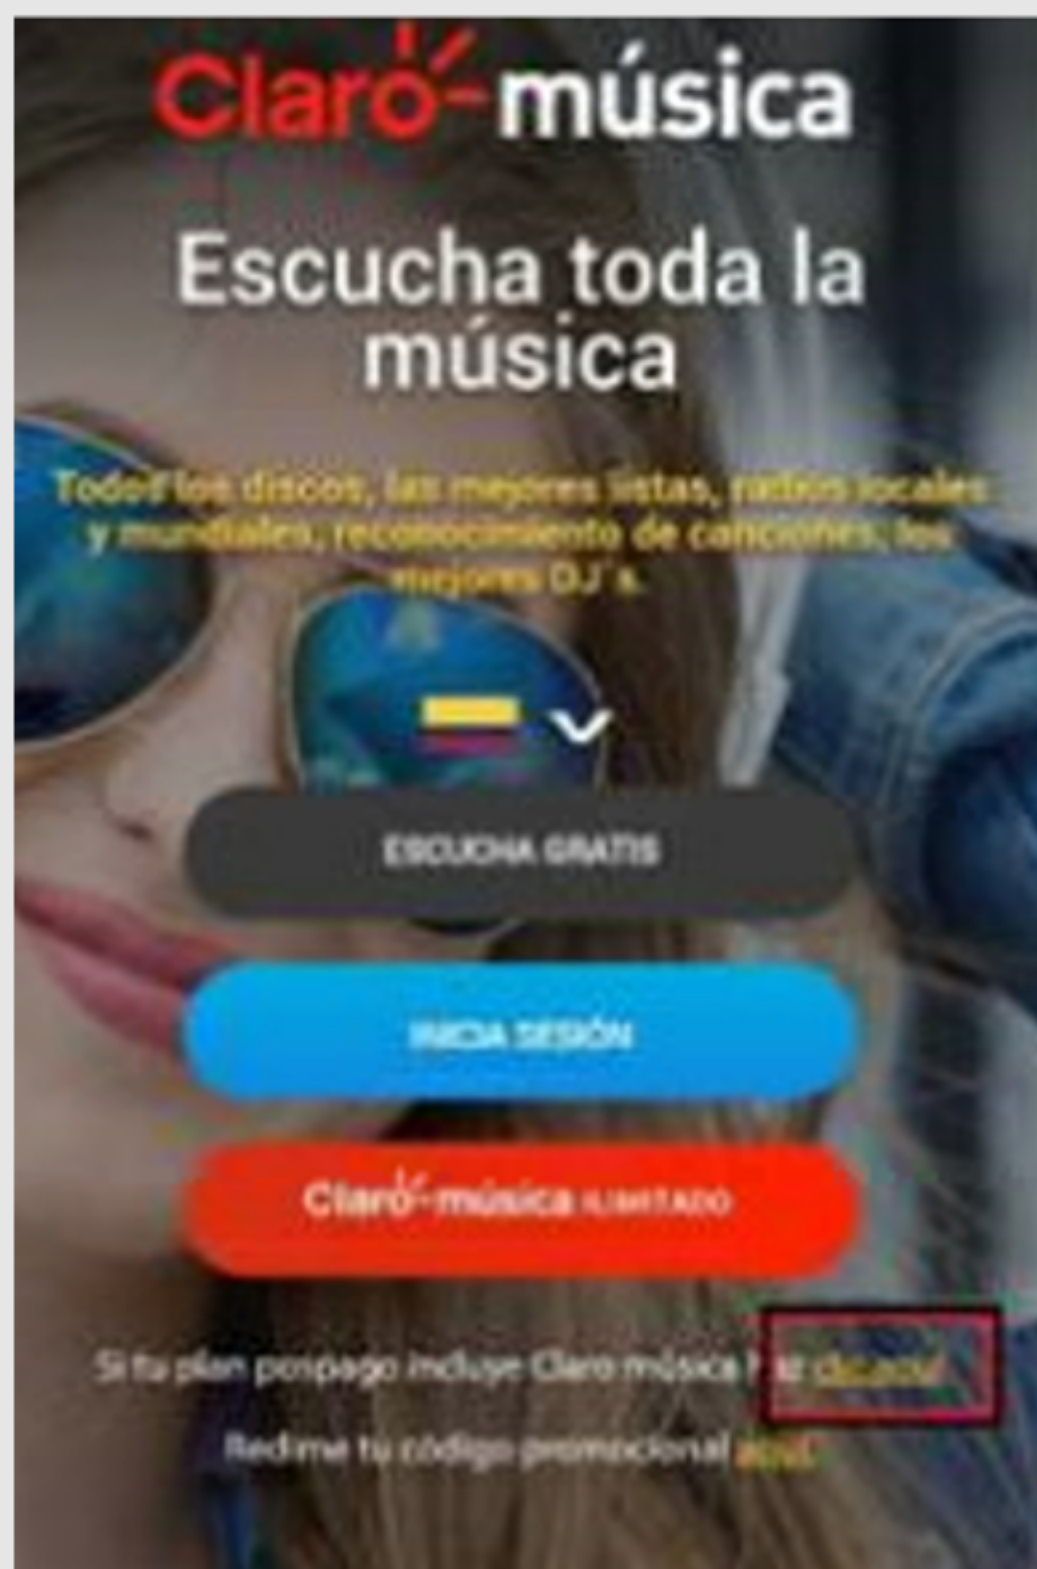 Claro-música
Escucha toda la
música
Todos los discos, las mejores listas, radios locales
y mundiales, reconocimiento de canciones, los
mejores DJ´s.
ESCUCHA GRATIS
INICIA SESIÓN
Claro-música ILIMITADO
Si tu plan pospago incluye Claro música haz clic aquí
Redime tu código promocional aquí.